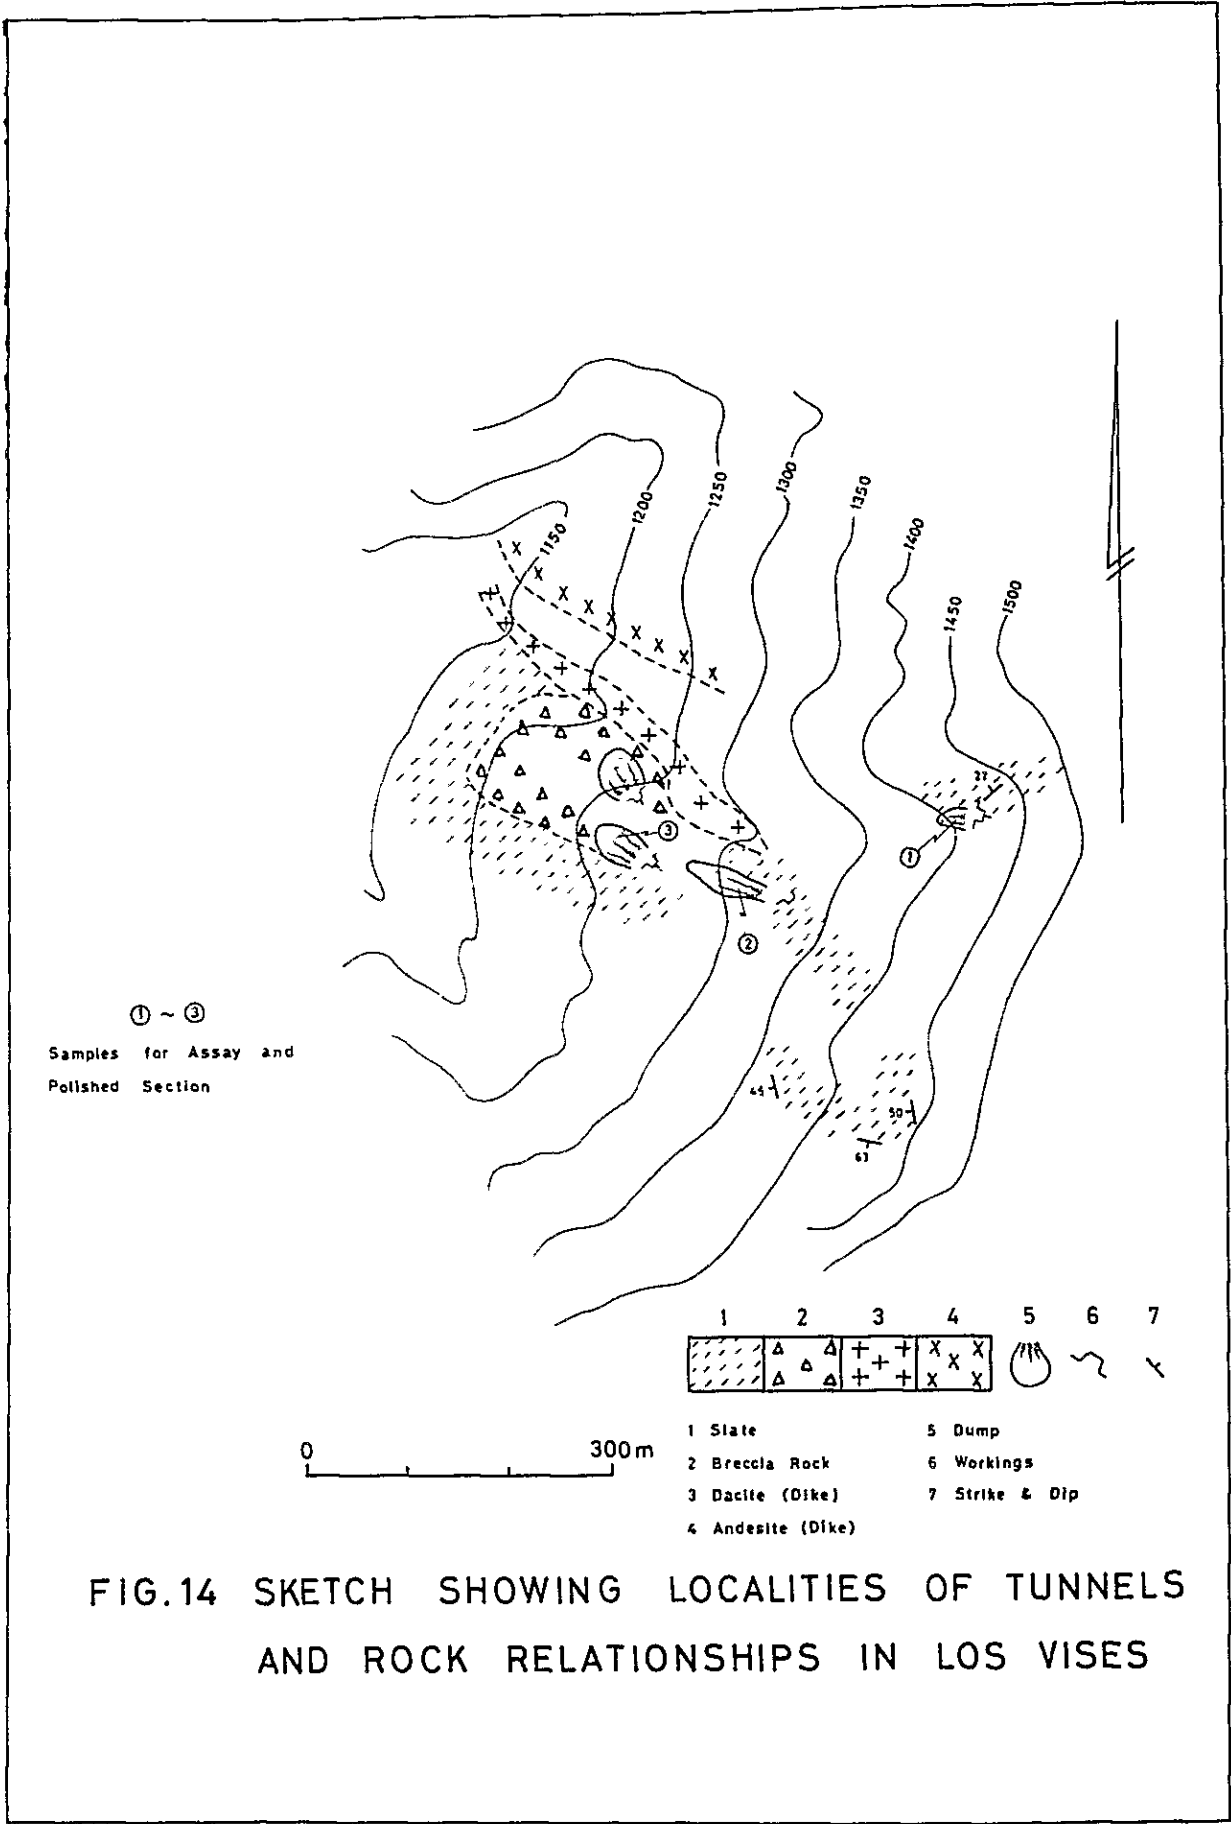 1150
1200
1250
1300
1350
1400
1450
1500
27
①
③
②
① ~ ③
Samples for Assay and
Polished Section
45
50
63
1 2 3 4 5 6 7
0 300m
1 Slate
2 Breccia Rock
3 Dacite (Dike)
4 Andesite (Dike)
5 Dump
6 Workings
7 Strike & Dip
FIG.14 SKETCH SHOWING LOCALITIES OF TUNNELS
AND ROCK RELATIONSHIPS IN LOS VISES